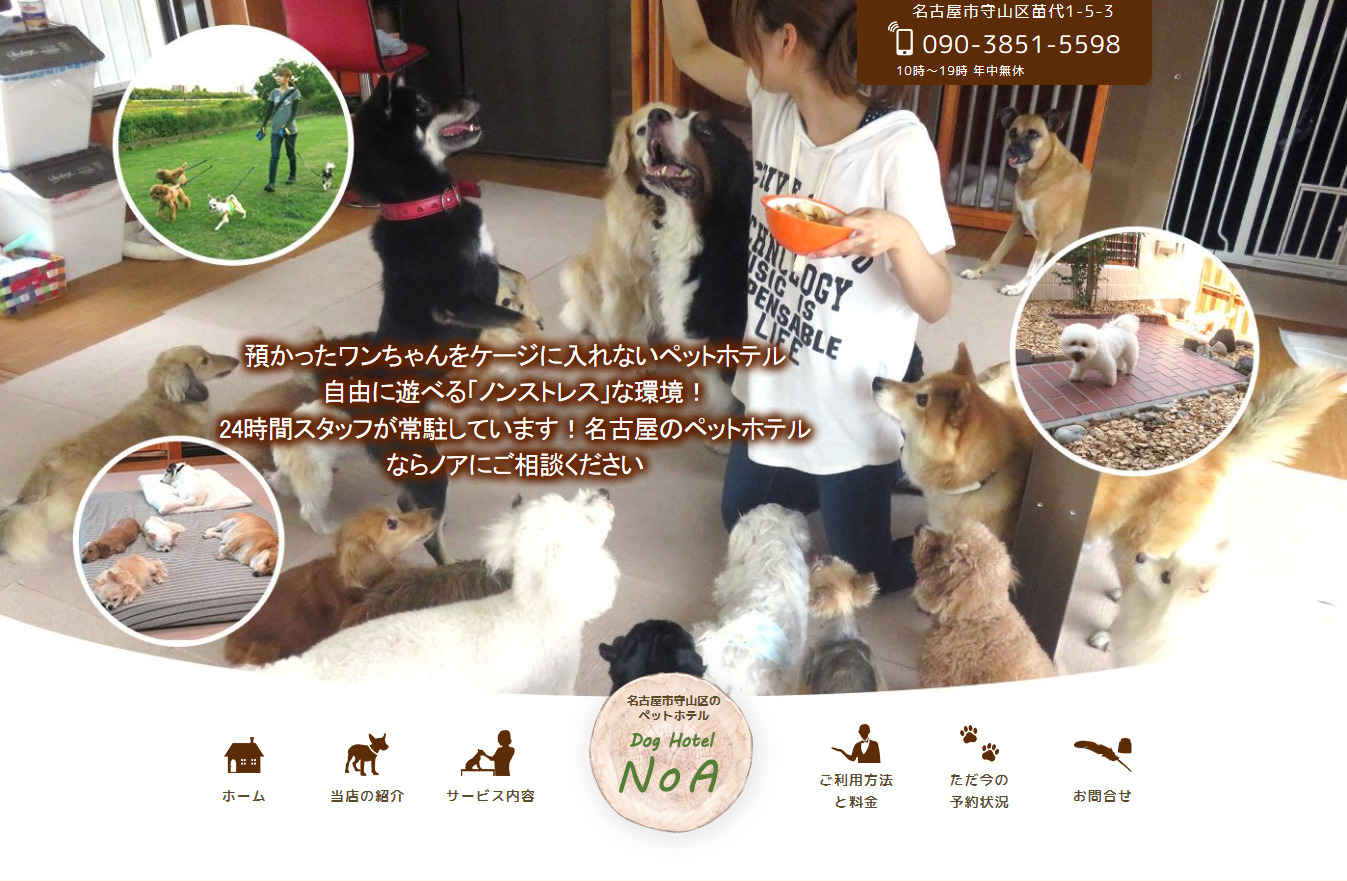 名古屋市守山区苗代1-5-3
090-3851-5598
10時～19時 年中無休
預かったワンちゃんをケージに入れないペットホテル
自由に遊べる「ノンストレス」な環境！
24時間スタッフが常駐しています！名古屋のペットホテル
ならノアにご相談ください
名古屋市守山区の
ペットホテル
Dog Hotel
NoA
ホーム
当店の紹介
サービス内容
ご利用方法
と料金
ただ今の
予約状況
お問合せ
MUSIC IS
LIFE